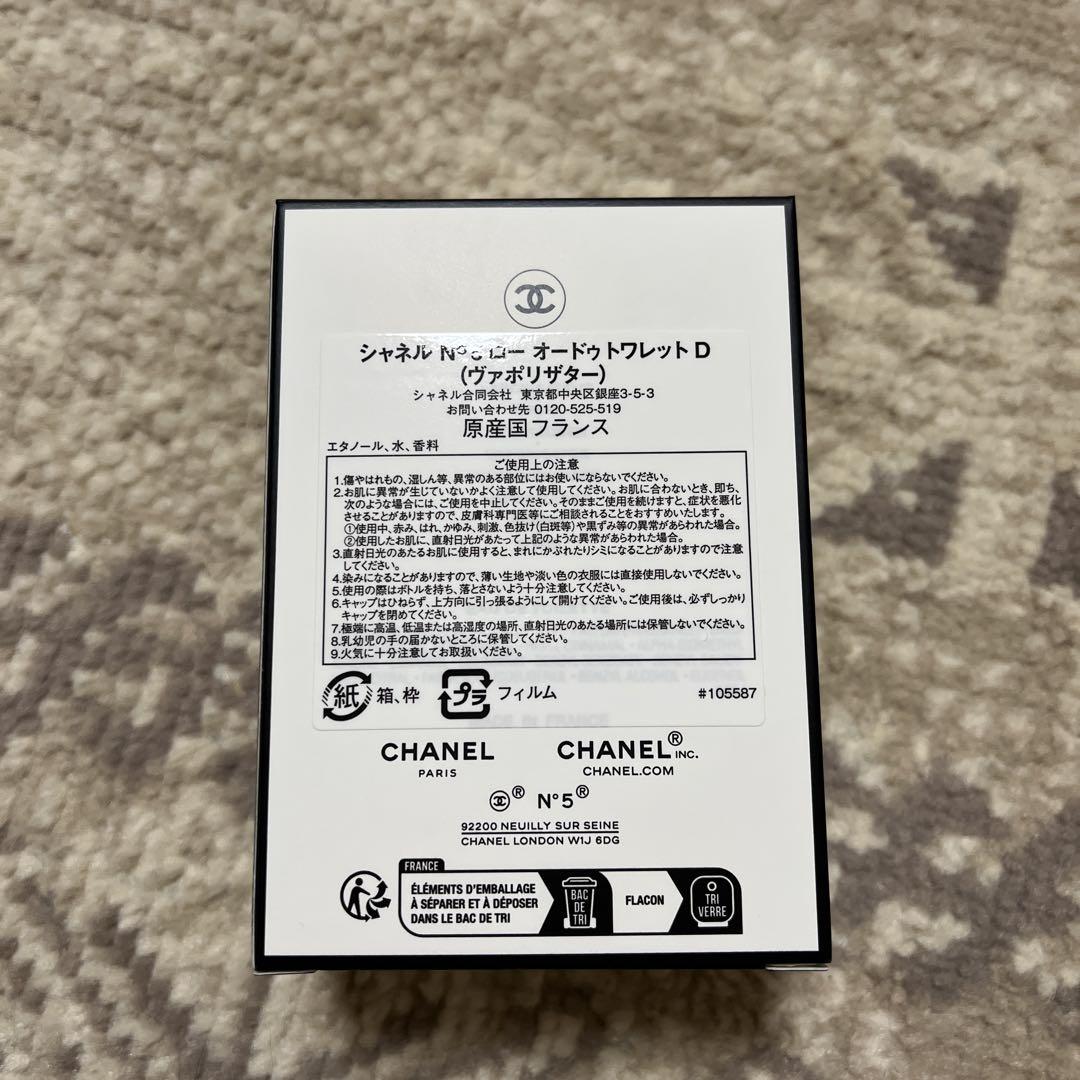 シャネル N°5 ロー オードゥ トワレット D
(ヴァポリザター)
シャネル合同会社 東京都中央区銀座3-5-3
お問い合わせ先 0120-525-519
原産国フランス
エタノール、水、香料
ご使用上の注意
1.傷やはれもの、湿しん等、異常のある部位にはお使いにならないでください。
2.お肌に異常が生じていないかよく注意して使用してください。お肌に合わないとき、即ち、
次のような場合には、ご使用を中止してください。そのままご使用を続けますと、症状を悪化
させることがありますので、皮膚科専門医等にご相談されることをおすすめいたします。
①使用中、赤み、はれ、かゆみ、刺激、色抜け(白斑等)や黒ずみ等の異常があらわれた場合。
②使用したお肌に、直射日光があたって上記のような異常があらわれた場合。
3.直射日光のあたるお肌に使用すると、まれにかぶれたりシミになることがありますので注意
してください。
4.染みになることがありますので、薄い生地や淡い色の衣服には直接使用しないでください。
5.使用の際はボトルを持ち、落とさないよう十分注意してください。
6.キャップはひねらず、上方向に引っ張るようにして開けてください。ご使用後は、必ずしっかり
キャップを閉めてください。
7.極端に高温、低温または高湿度の場所、直射日光のあたる場所には保管しないでください。
8.乳幼児の手の届かないところに保管してください。
9.火気に十分注意してお取扱いください。
紙 箱、枠 プラ フィルム #105587
MADE IN FRANCE
CHANEL CHANEL® INC.
PARIS CHANEL.COM
® N°5®
92200 NEUILLY SUR SEINE
CHANEL LONDON W1J 6DG
FRANCE
ÉLÉMENTS D'EMBALLAGE
À SÉPARER ET À DÉPOSER
DANS LE BAC DE TRI
BAC
DE
TRI
FLACON
TRI
VERRE